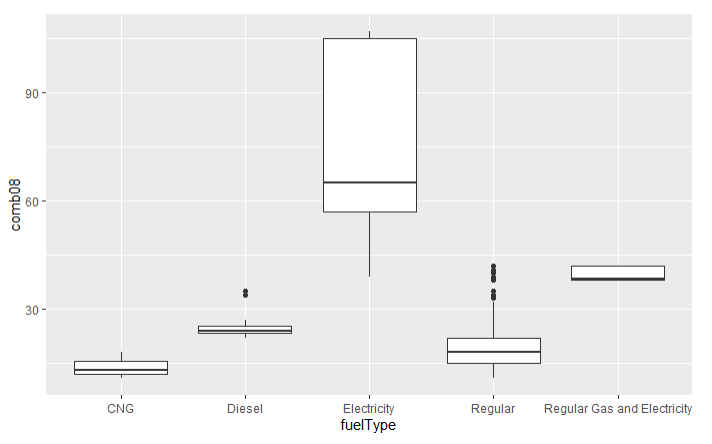 comb08
90
60
30
CNG Diesel Electricity Regular Regular Gas and Electricity
fuelType